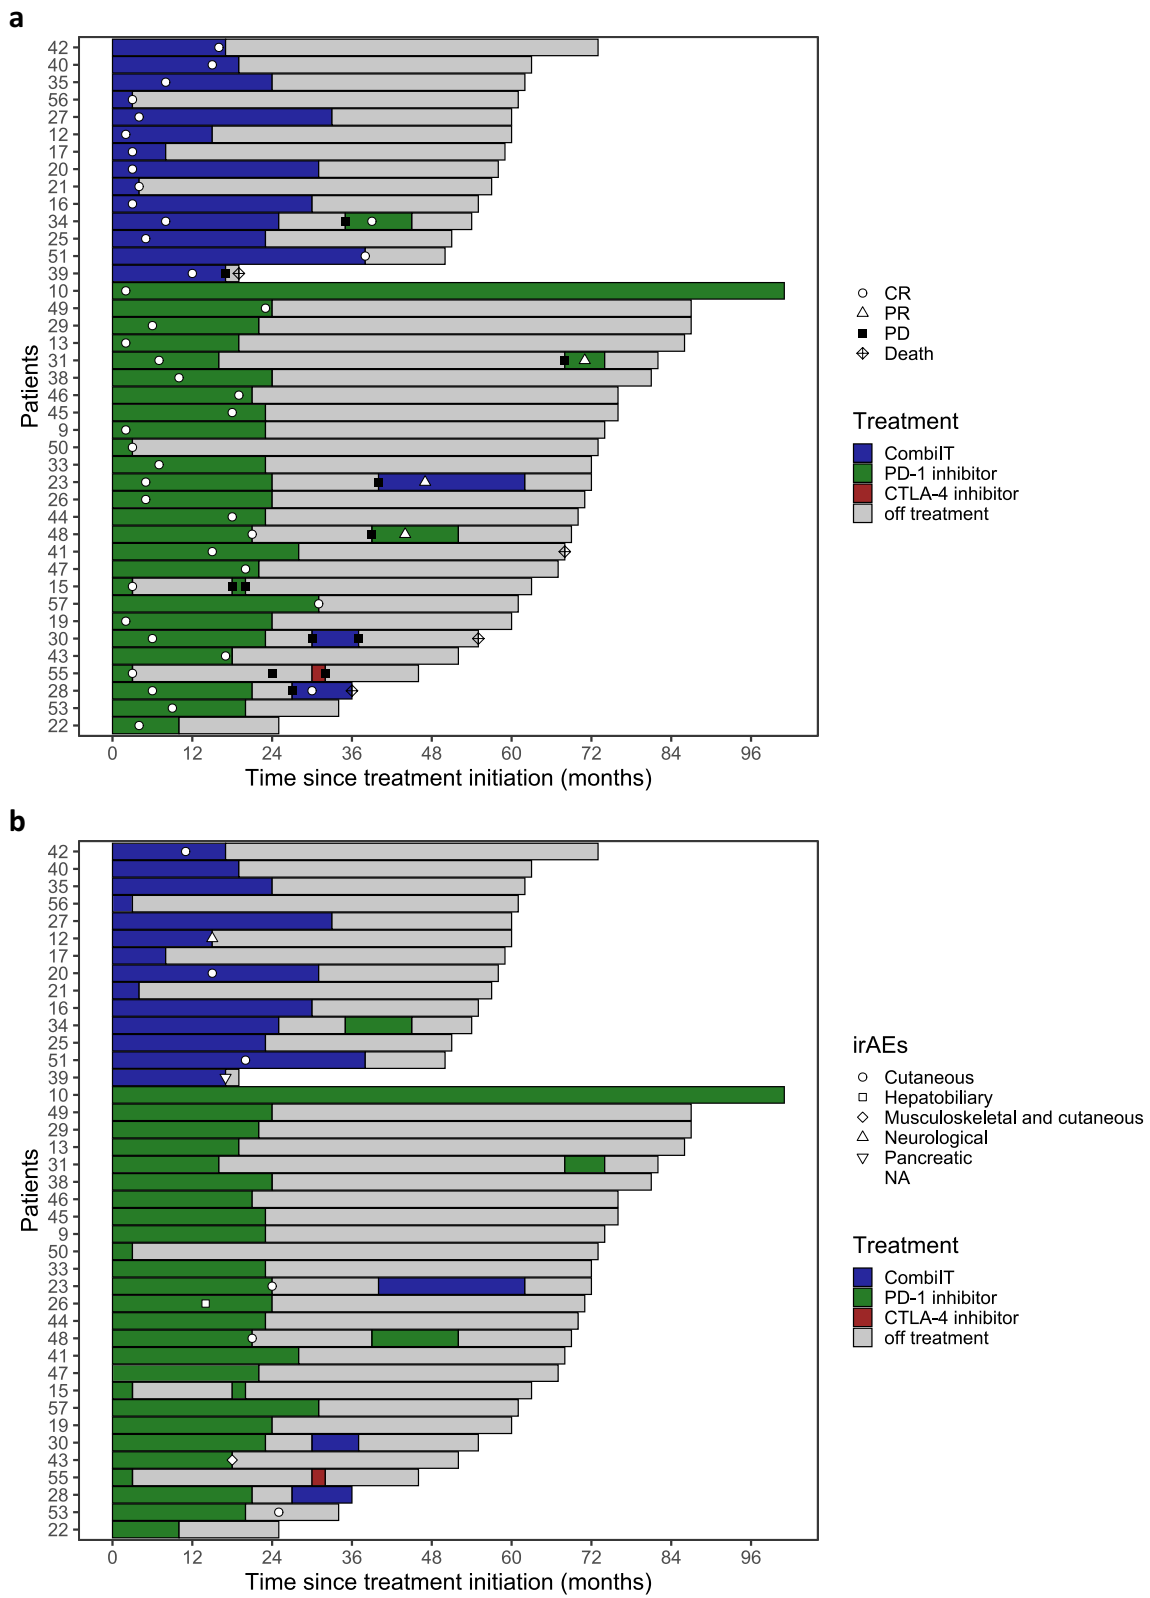 a
42
40
35
56
27
12
17
20
21
16
34
25
51
39
10
49
29
13
31
38
46
45
9
50
33
23
26
44
48
41
47
15
57
19
30
43
55
28
53
22
Patients
0 12 24 36 48 60 72 84 96
Time since treatment initiation (months)
CR
PR
PD
Death
Treatment
CombiIT
PD-1 inhibitor
CTLA-4 inhibitor
off treatment
b
42
40
35
56
27
12
17
20
21
16
34
25
51
39
10
49
29
13
31
38
46
45
9
50
33
23
26
44
48
41
47
15
57
19
30
43
55
28
53
22
Patients
0 12 24 36 48 60 72 84 96
Time since treatment initiation (months)
irAEs
Cutaneous
Hepatobiliary
Musculoskeletal and cutaneous
Neurological
Pancreatic
NA
Treatment
CombiIT
PD-1 inhibitor
CTLA-4 inhibitor
off treatment